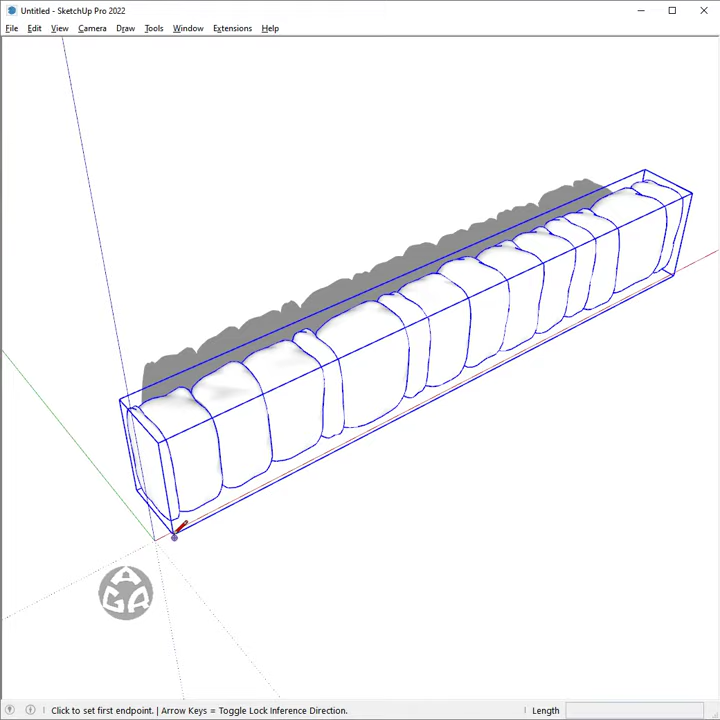 Untitled - SketchUp Pro 2022
File Edit View Camera Draw Tools Window Extensions Help
AGA
Click to set first endpoint. | Arrow Keys = Toggle Lock Inference Direction. Length